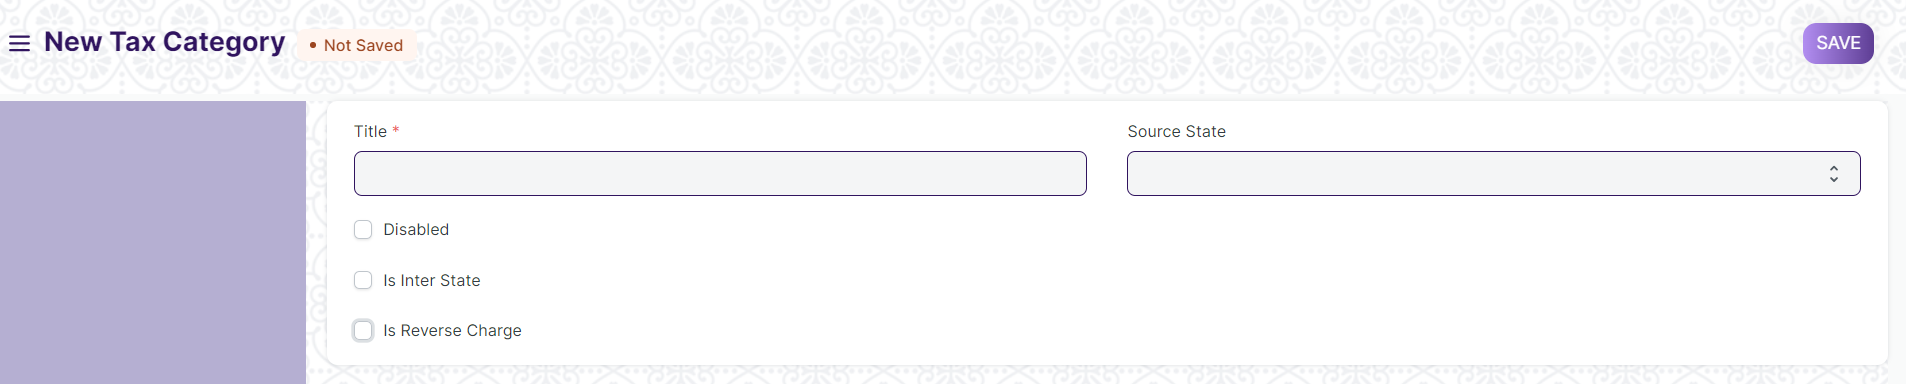 New Tax Category
Not Saved
SAVE
Title *
Source State
Disabled
Is Inter State
Is Reverse Charge